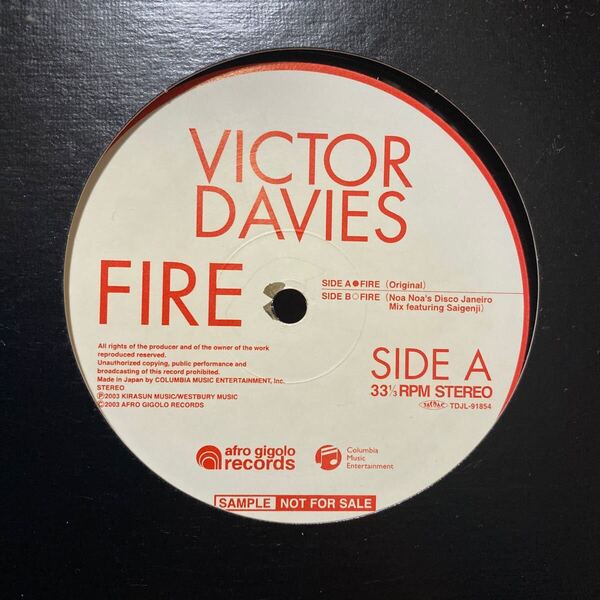 VICTOR
DAVIES
FIRE
SIDE A●FIRE (Original)
SIDE B○FIRE (Noa Noa's Disco Janeiro
Mix featuring Saigenji)
All rights of the producer and of the owner of the work
reproduced reserved.
Unauthorized copying, public performance and
broadcasting of this record prohibited.
Made in Japan by COLUMBIA MUSIC ENTERTAINMENT, Inc.
STEREO
Ⓟ2003 KIRASUN MUSIC/WESTBURY MUSIC
Ⓒ2003 AFRO GIGOLO RECORDS
SIDE A
33⅓RPM STEREO
TDJL-91854
afro gigolo
records
Columbia
Music
Entertainment
SAMPLE NOT FOR SALE